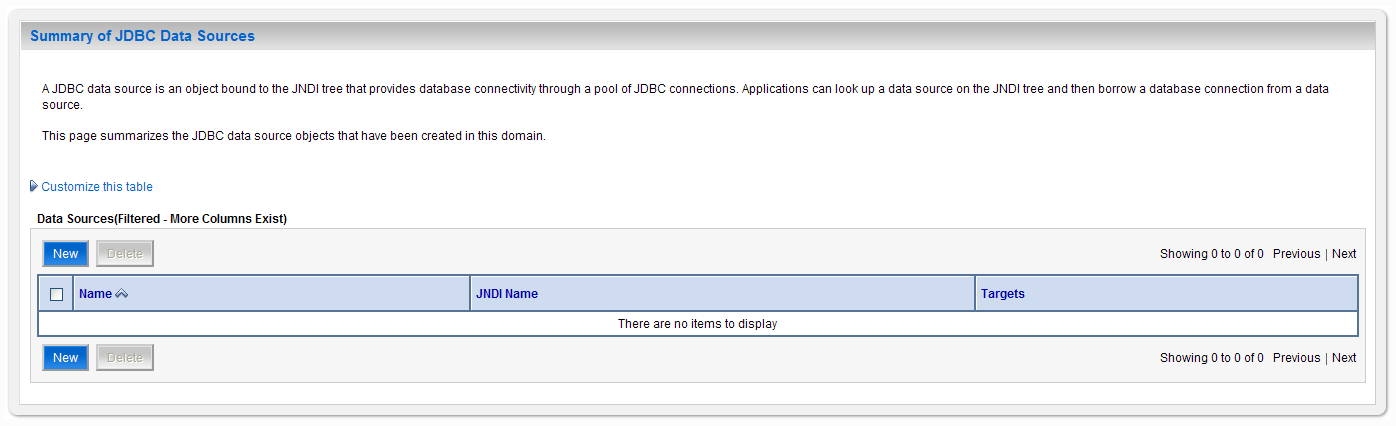 Summary of JDBC Data Sources
A JDBC data source is an object bound to the JNDI tree that provides database connectivity through a pool of JDBC connections. Applications can look up a data source on the JNDI tree and then borrow a database connection from a data
source.
This page summarizes the JDBC data source objects that have been created in this domain.
Customize this table
Data Sources(Filtered - More Columns Exist)
New Delete Showing 0 to 0 of 0 Previous | Next
Name JNDI Name Targets
There are no items to display
New Delete Showing 0 to 0 of 0 Previous | Next